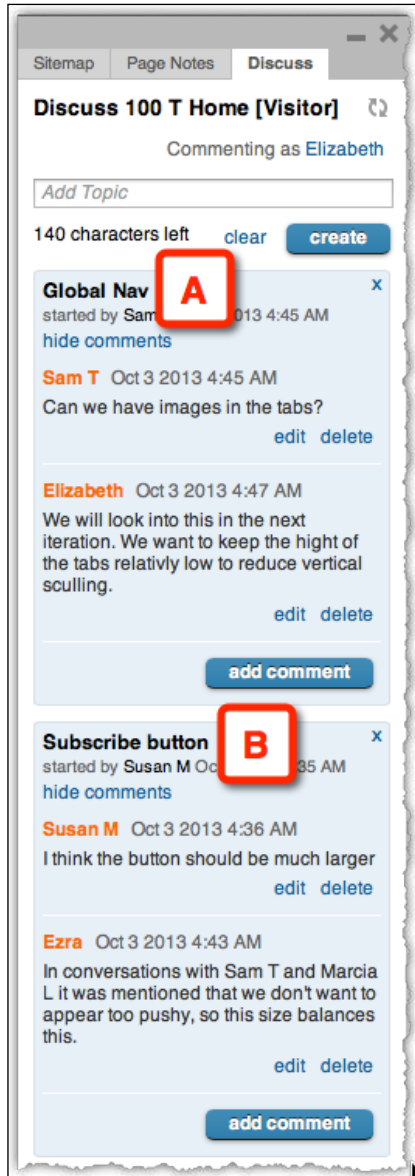 Sitemap Page Notes Discuss
Discuss 100 T Home [Visitor]
Commenting as Elizabeth
Add Topic
140 characters left clear create
Global Nav A x
started by Sam 013 4:45 AM
hide comments
Sam T Oct 3 2013 4:45 AM
Can we have images in the tabs?
edit delete
Elizabeth Oct 3 2013 4:47 AM
We will look into this in the next
iteration. We want to keep the hight of
the tabs relativly low to reduce vertical
sculling.
edit delete
add comment
Subscribe button B x
started by Susan M Oc 35 AM
hide comments
Susan M Oct 3 2013 4:36 AM
I think the button should be much larger
edit delete
Ezra Oct 3 2013 4:43 AM
In conversations with Sam T and Marcia
L it was mentioned that we don't want to
appear too pushy, so this size balances
this.
edit delete
add comment